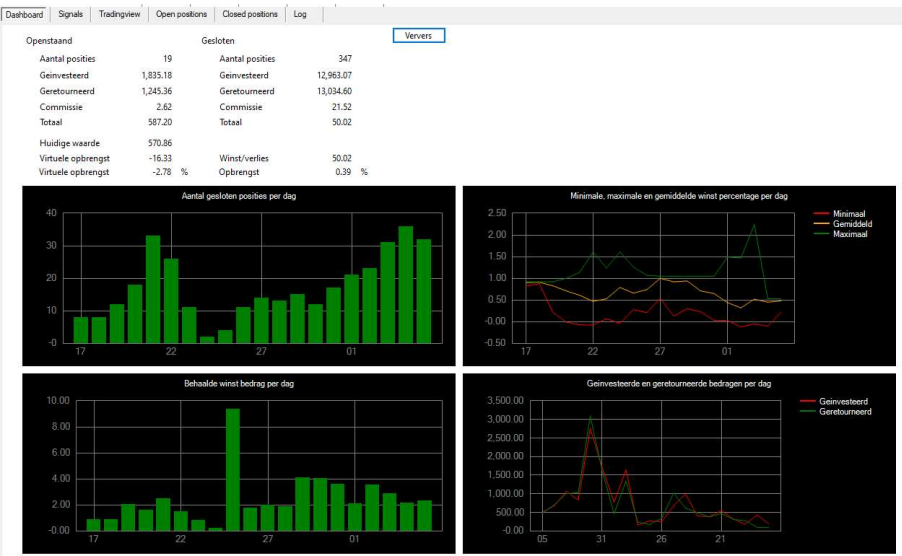 Dashboard Signals Tradingview Open positions Closed positions Log
Openstaand Gesloten Ververs
Aantal posities 19 Aantal posities 347
Geinvesteerd 1,835.18 Geinvesteerd 12,963.07
Geretourneerd 1,245.36 Geretourneerd 13,034.60
Commissie 2.62 Commissie 21.52
Totaal 587.20 Totaal 50.02
Huidige waarde 570.86
Virtuele opbrengst -16.33 Winst/verlies 50.02
Virtuele opbrengst -2.78 % Opbrengst 0.39 %
Aantal gesloten posities per dag
40
30
20
10
-0
17 22 27 01
Minimale, maximale en gemiddelde winst percentage per dag
2.50
2.00
1.50
1.00
0.50
-0.00
-0.50
17 22 27 01
Minimaal
Gemiddeld
Maximaal
Behaalde winst bedrag per dag
10.00
8.00
6.00
4.00
2.00
-0.00
17 22 27 01
Geinvesteerde en geretourneerde bedragen per dag
3,500.00
3,000.00
2,500.00
2,000.00
1,500.00
1,000.00
500.00
-0.00
05 31 26 21
Geinvesteerd
Geretourneerd